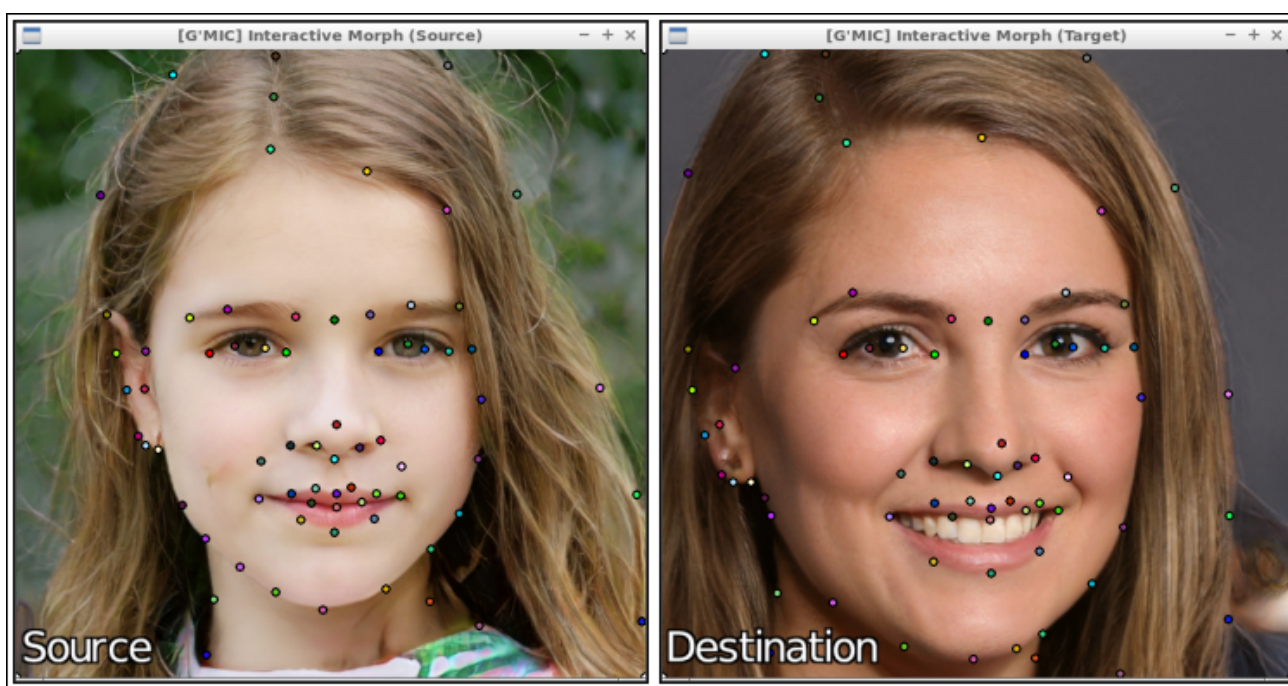 [G'MIC] Interactive Morph (Source)
[G'MIC] Interactive Morph (Target)
Source
Destination